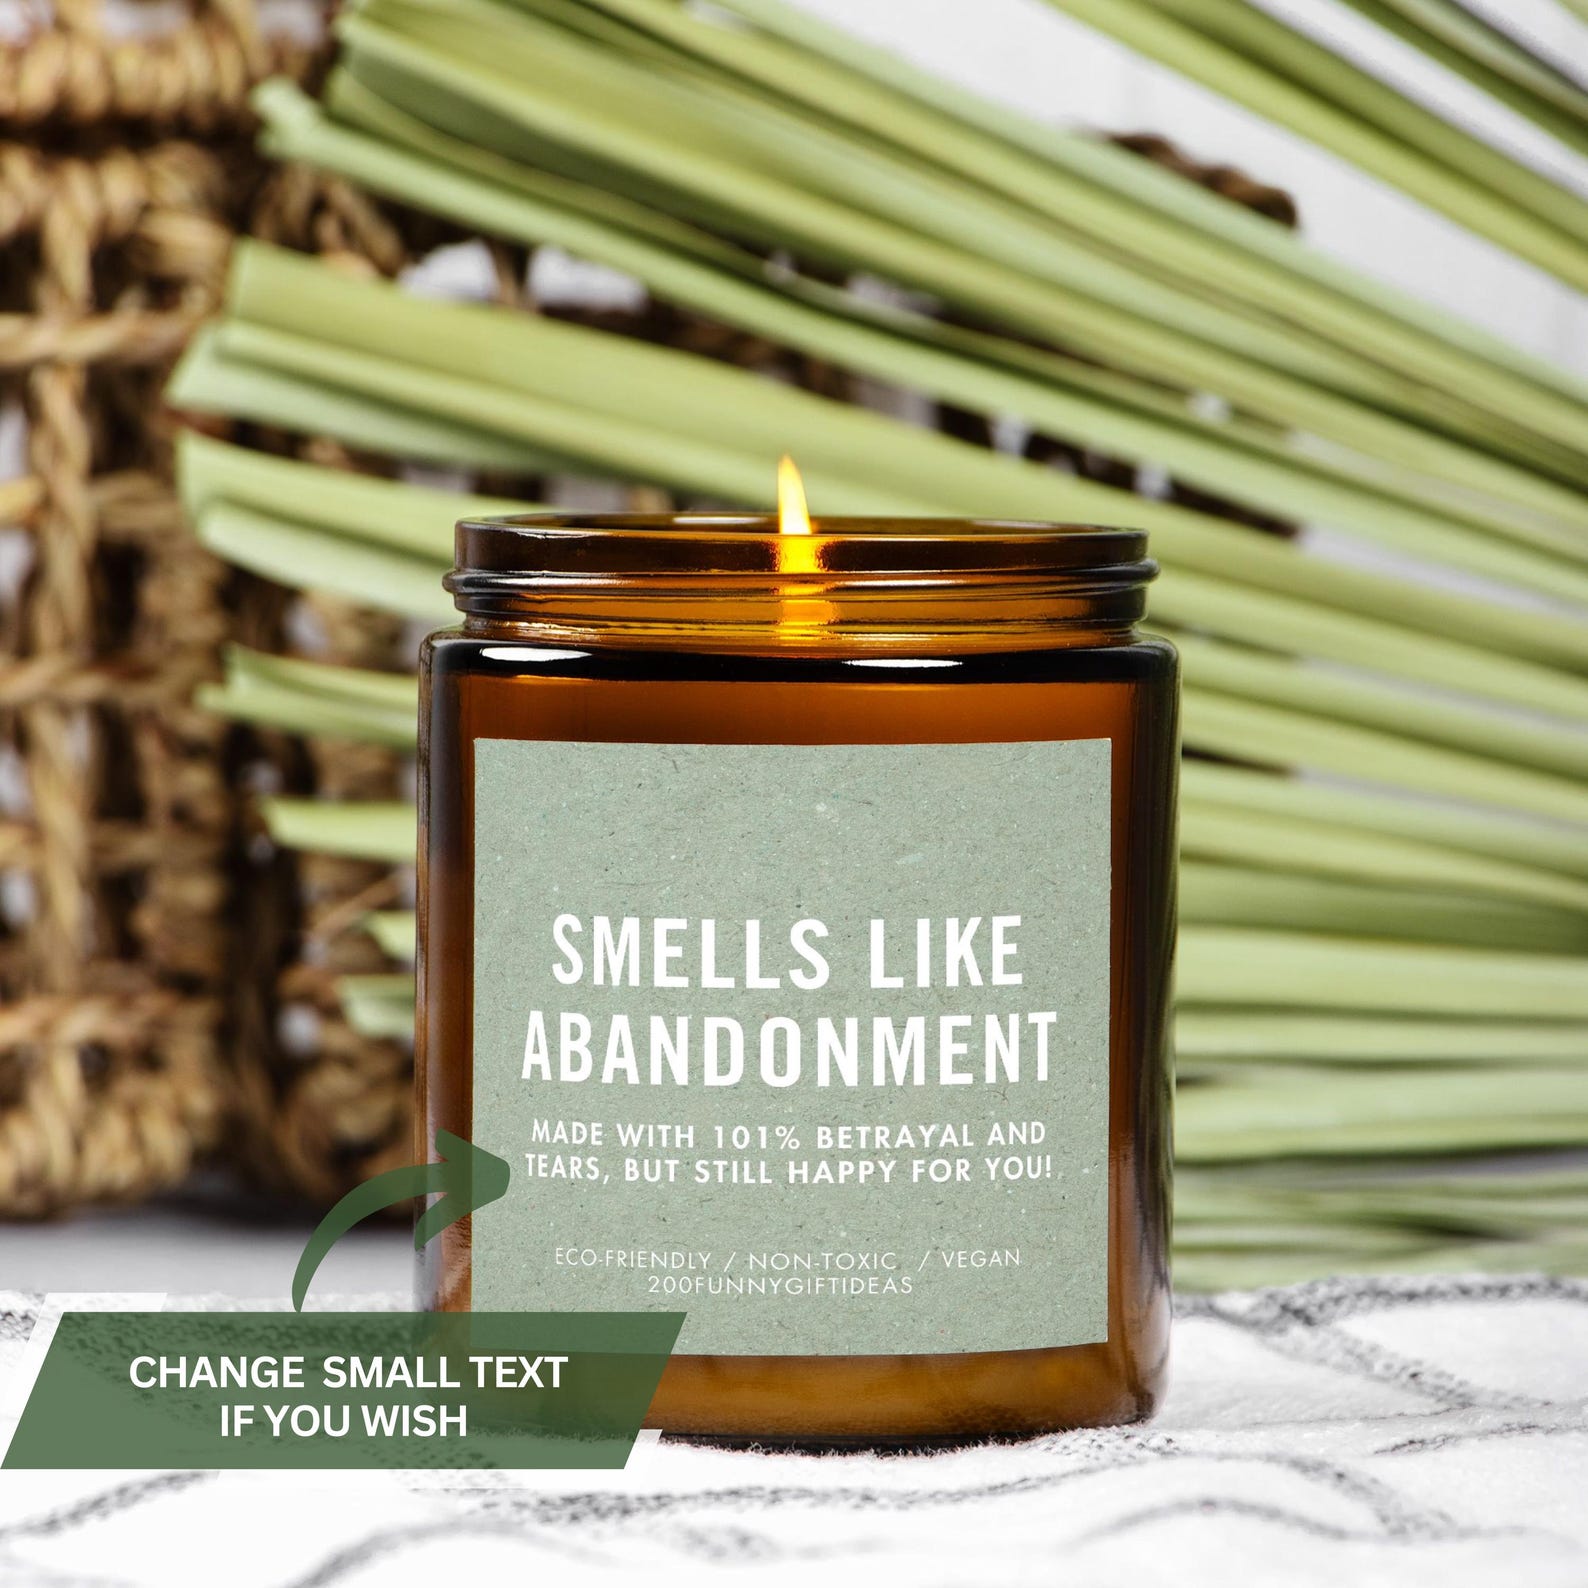 SMELLS LIKE
ABANDONMENT
MADE WITH 101% BETRAYAL AND
TEARS, BUT STILL HAPPY FOR YOU!
ECO-FRIENDLY / NON-TOXIC / VEGAN
200FUNNYGIFTIDEAS
CHANGE SMALL TEXT
IF YOU WISH